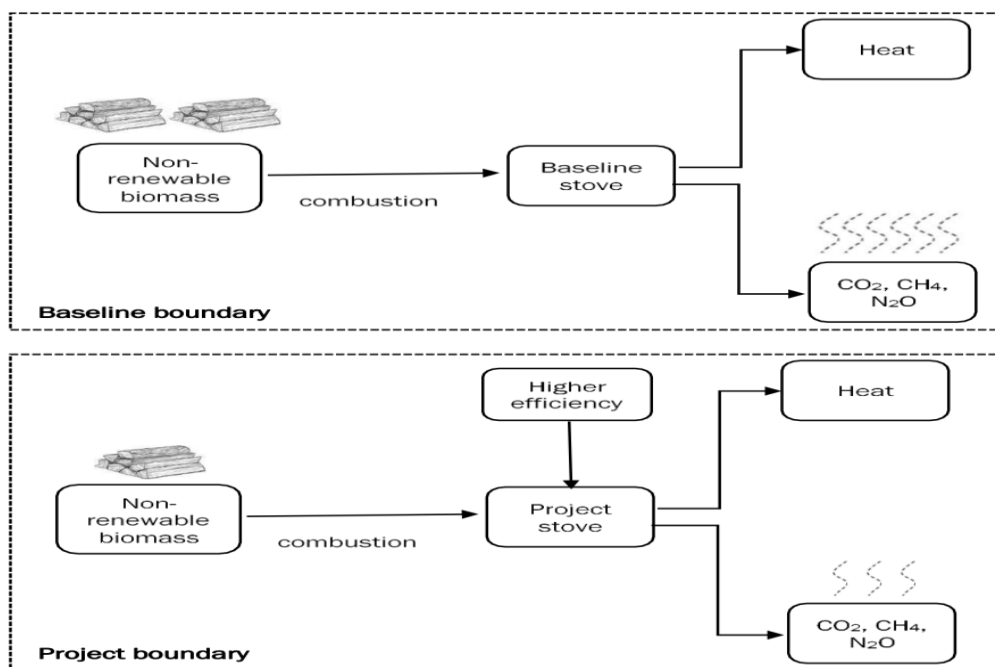 Heat
Non-
renewable
biomass
combustion
Baseline
stove
CO₂, CH₄,
N₂O
Baseline boundary
Higher
efficiency
Heat
Non-
renewable
biomass
combustion
Project
stove
CO₂, CH₄,
N₂O
Project boundary